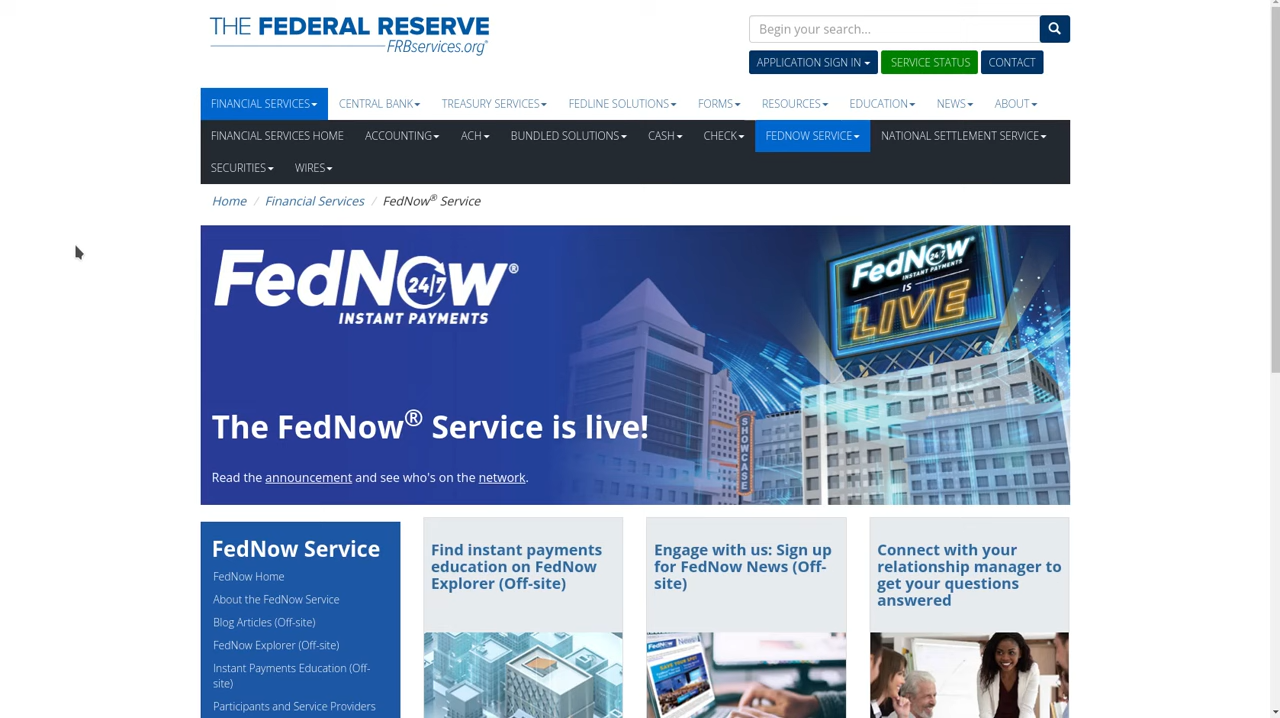 THE FEDERAL RESERVE
FRBservices.org®
Begin your search...
APPLICATION SIGN IN
SERVICE STATUS
CONTACT
FINANCIAL SERVICES
CENTRAL BANK
TREASURY SERVICES
FEDLINE SOLUTIONS
FORMS
RESOURCES
EDUCATION
NEWS
ABOUT
FINANCIAL SERVICES HOME
ACCOUNTING
ACH
BUNDLED SOLUTIONS
CASH
CHECK
FEDNOW SERVICE
NATIONAL SETTLEMENT SERVICE
SECURITIES
WIRES
Home / Financial Services / FedNow® Service
FedNow®
24/7
INSTANT PAYMENTS
FedNow
24/7
INSTANT PAYMENTS
IS
LIVE
SHOWCASE
The FedNow® Service is live!
Read the announcement and see who's on the network.
FedNow Service
FedNow Home
About the FedNow Service
Blog Articles (Off-site)
FedNow Explorer (Off-site)
Instant Payments Education (Off-
site)
Participants and Service Providers
Find instant payments
education on FedNow
Explorer (Off-site)
Engage with us: Sign up
for FedNow News (Off-
site)
FedNow
Connect with your
relationship manager to
get your questions
answered